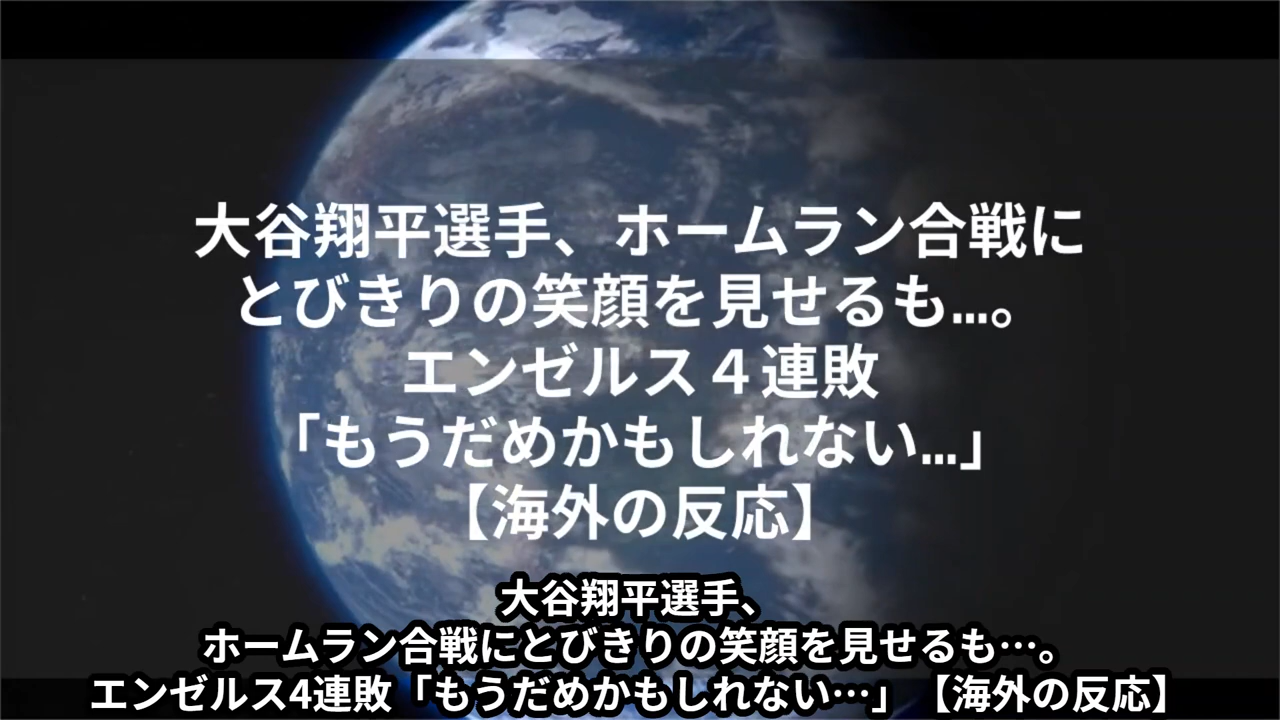 大谷翔平選手、ホームラン合戦に
とびきりの笑顔を見せるも...。
エンゼルス４連敗
「もうだめかもしれない...」
【海外の反応】
大谷翔平選手、
ホームラン合戦にとびきりの笑顔を見せるも…。
エンゼルス4連敗「もうだめかもしれない…」【海外の反応】